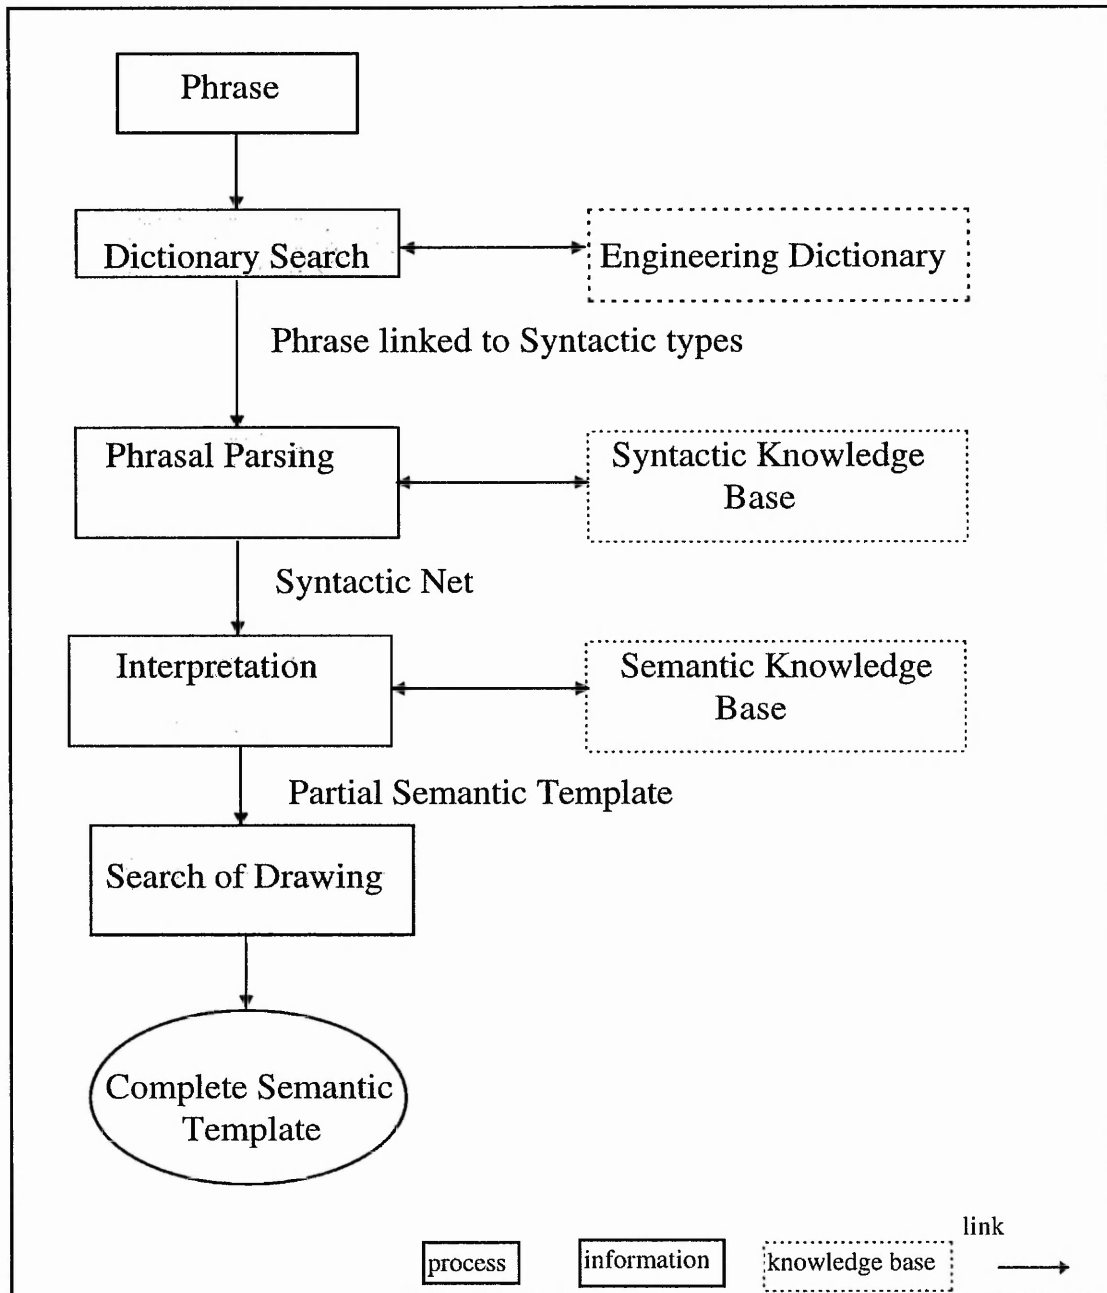 Phrase
Dictionary Search
Engineering Dictionary
Phrase linked to Syntactic types
Phrasal Parsing
Syntactic Knowledge
Base
Syntactic Net
Interpretation
Semantic Knowledge
Base
Partial Semantic Template
Search of Drawing
Complete Semantic
Template
link
process
information
knowledge base